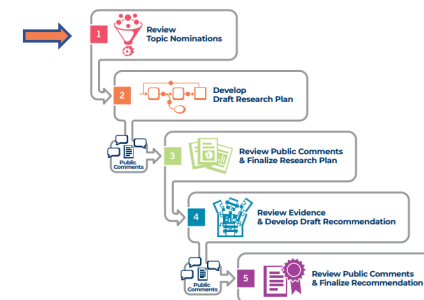 1
Review
Topic Nominations
2
Develop
Draft Research Plan
Public
Comments
3
Review Public Comments
& Finalize Research Plan
4
Review Evidence
& Develop Draft Recommendation
Public
Comments
5
Review Public Comments
& Finalize Recommendation